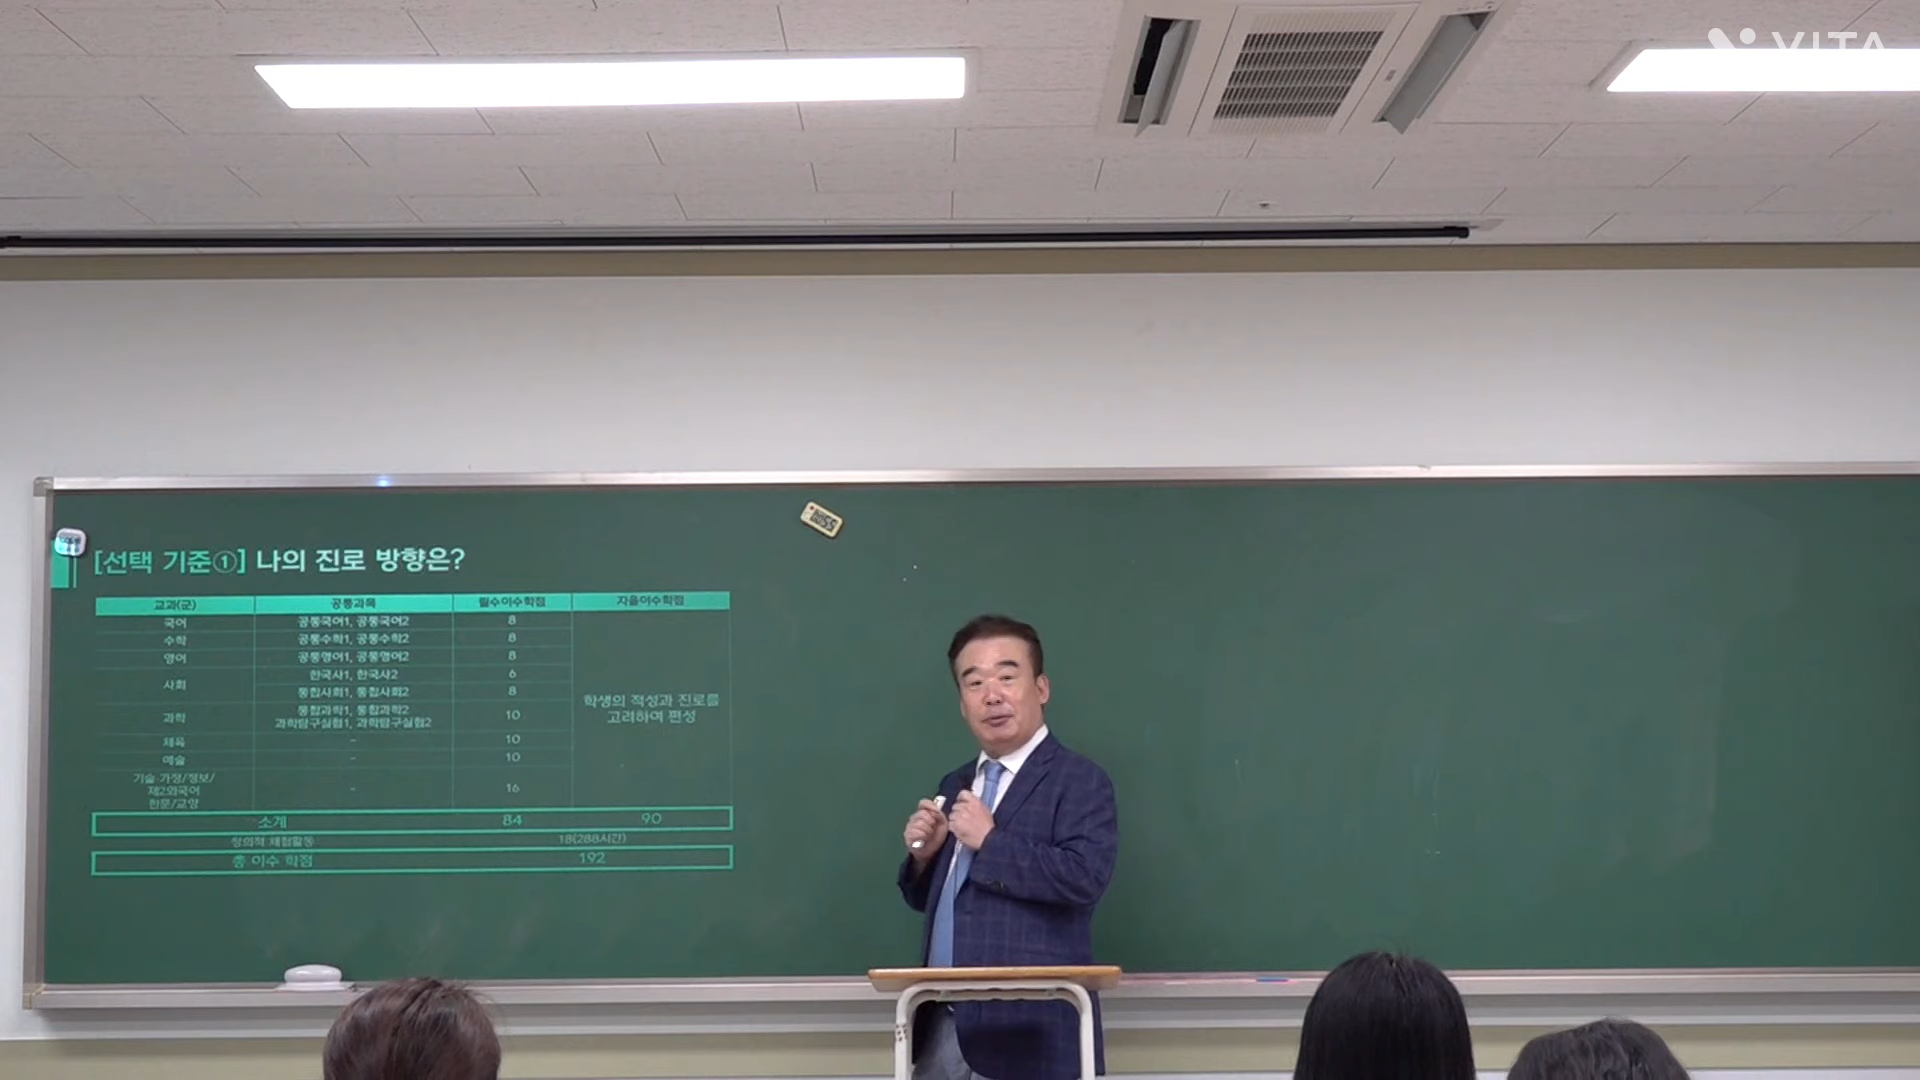 VITA
[선택 기준①] 나의 진로 방향은?
교과(군) 공통과목 필수이수학점 자율이수학점
국어 공통국어1, 공통국어2 8
수학 공통수학1, 공통수학2 8
영어 공통영어1, 공통영어2 8
사회 한국사1, 한국사2 6
통합사회1, 통합사회2 8
학생의 적성과 진로를
고려하여 편성
과학 통합과학1, 통합과학2
과학탐구실험1, 과학탐구실험2 10
체육 - 10
예술 - 10
기술·가정/정보/
제2외국어
한문/교양 - 16
소계 84 90
창의적 체험활동 18(288시간)
총 이수 학점 192